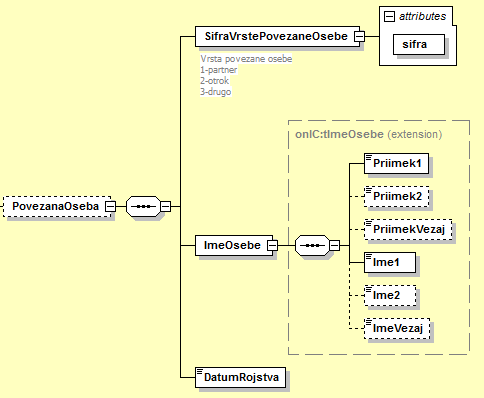 attributes
SifraVrstePovezaneOsebe
sifra
Vrsta povezane osebe
1-partner
2-otrok
3-drugo
onIC:tImeOsebe (extension)
Priimek1
Priimek2
PovezanaOseba
PriimekVezaj
ImeOsebe
Ime1
Ime2
ImeVezaj
DatumRojstva